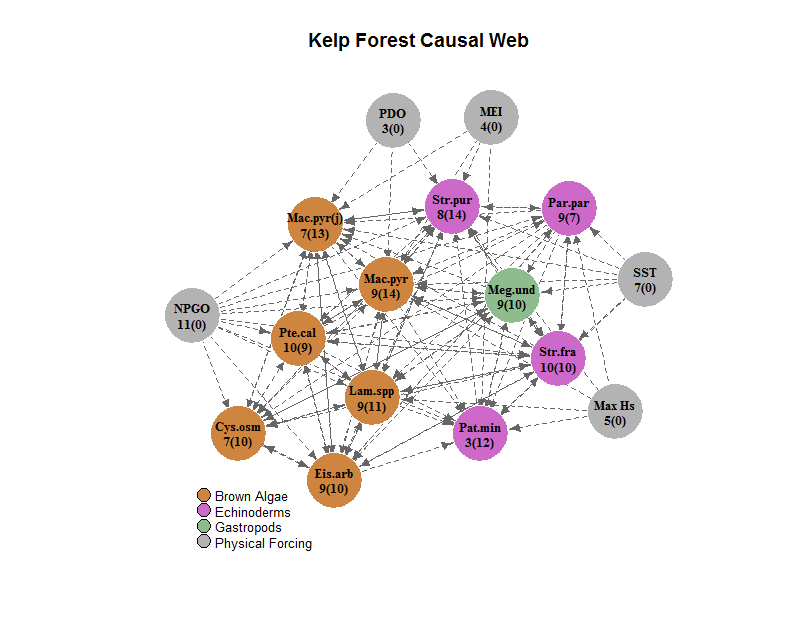 Kelp Forest Causal Web
PDO
3(0)
MEI
4(0)
Str.pur
8(14)
Par.par
9(7)
Mac.pyr(j)
7(13)
Mac.pyr
9(14)
Meg.und
9(10)
SST
7(0)
NPGO
11(0)
Pte.cal
10(9)
Str.fra
10(10)
Lam.spp
9(11)
Max Hs
5(0)
Cys.osm
7(10)
Pat.min
3(12)
Eis.arb
9(10)
Brown Algae
Echinoderms
Gastropods
Physical Forcing